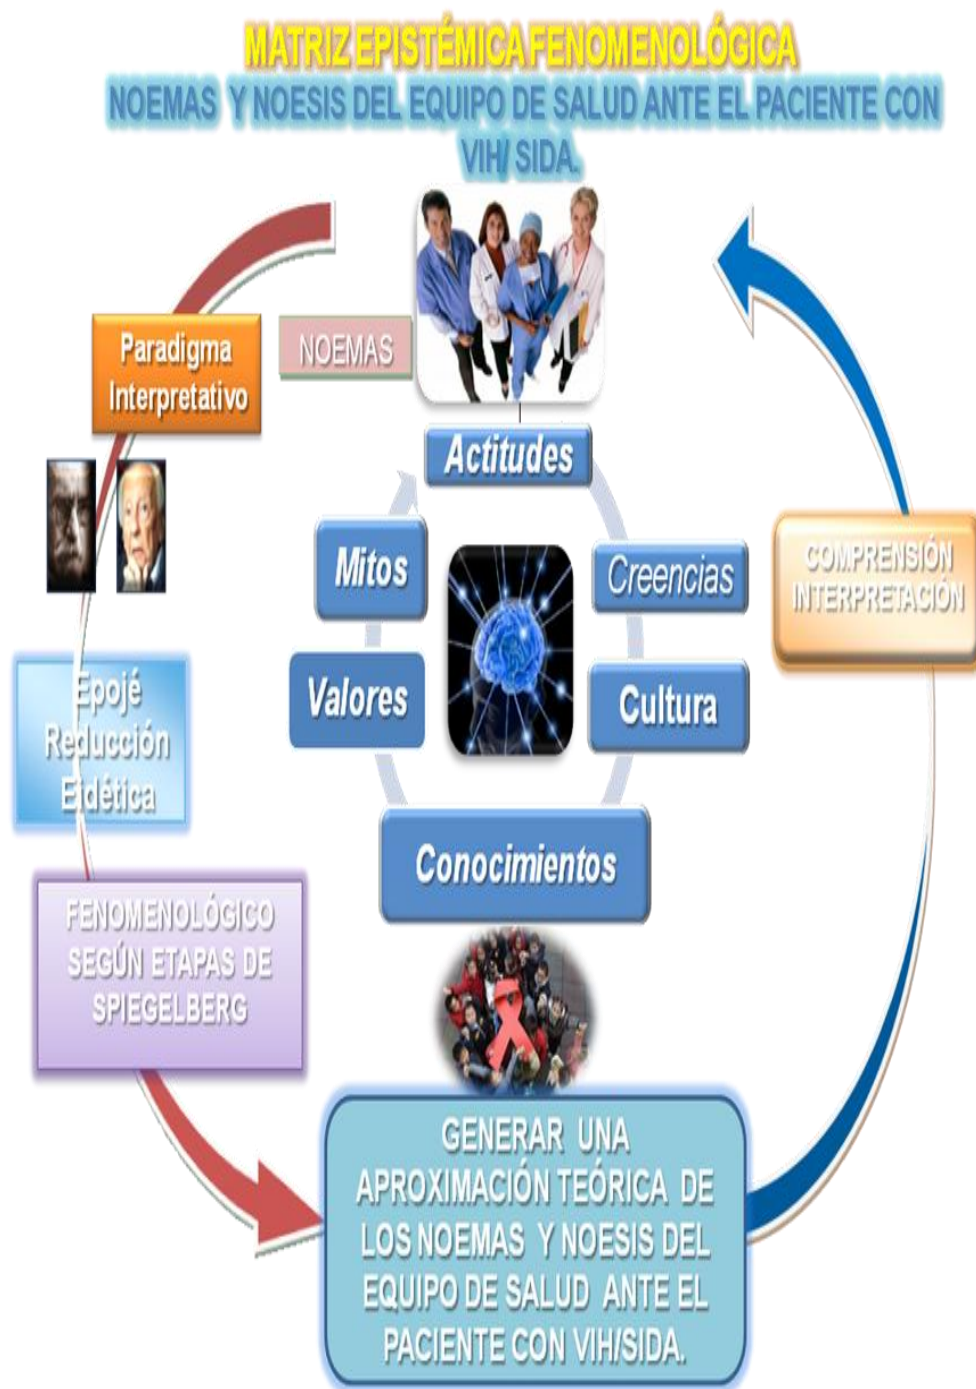 MATRIZ EPISTÉMICA FENOMENOLÓGICA
NOEMAS Y NOESIS DEL EQUIPO DE SALUD ANTE EL PACIENTE CON
VIH/ SIDA.
Paradigma
Interpretativo
NOEMAS
Actitudes
Mitos
Creencias
Valores
Cultura
Conocimientos
COMPRENSIÓN
INTERPRETACIÓN
Epojé
Reducción
Eidética
FENOMENOLÓGICO
SEGÚN ETAPAS DE
SPIEGELBERG
GENERAR UNA
APROXIMACIÓN TEÓRICA DE
LOS NOEMAS Y NOESIS DEL
EQUIPO DE SALUD ANTE EL
PACIENTE CON VIH/SIDA.